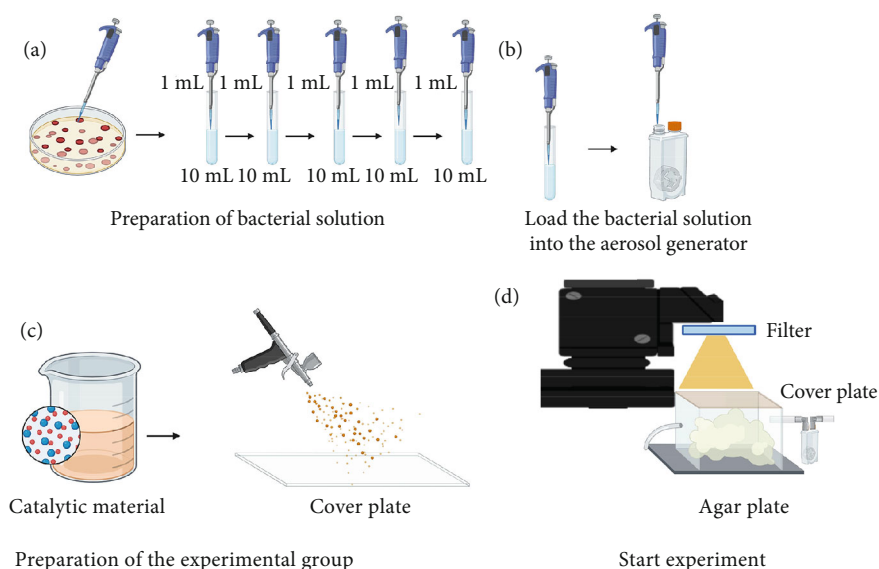 (a)
1 mL 1 mL 1 mL 1 mL 1 mL
10 mL 10 mL 10 mL 10 mL 10 mL
Preparation of bacterial solution
(b)
Load the bacterial solution
into the aerosol generator
(c)
Catalytic material
Cover plate
Preparation of the experimental group
(d)
Filter
Cover plate
Agar plate
Start experiment